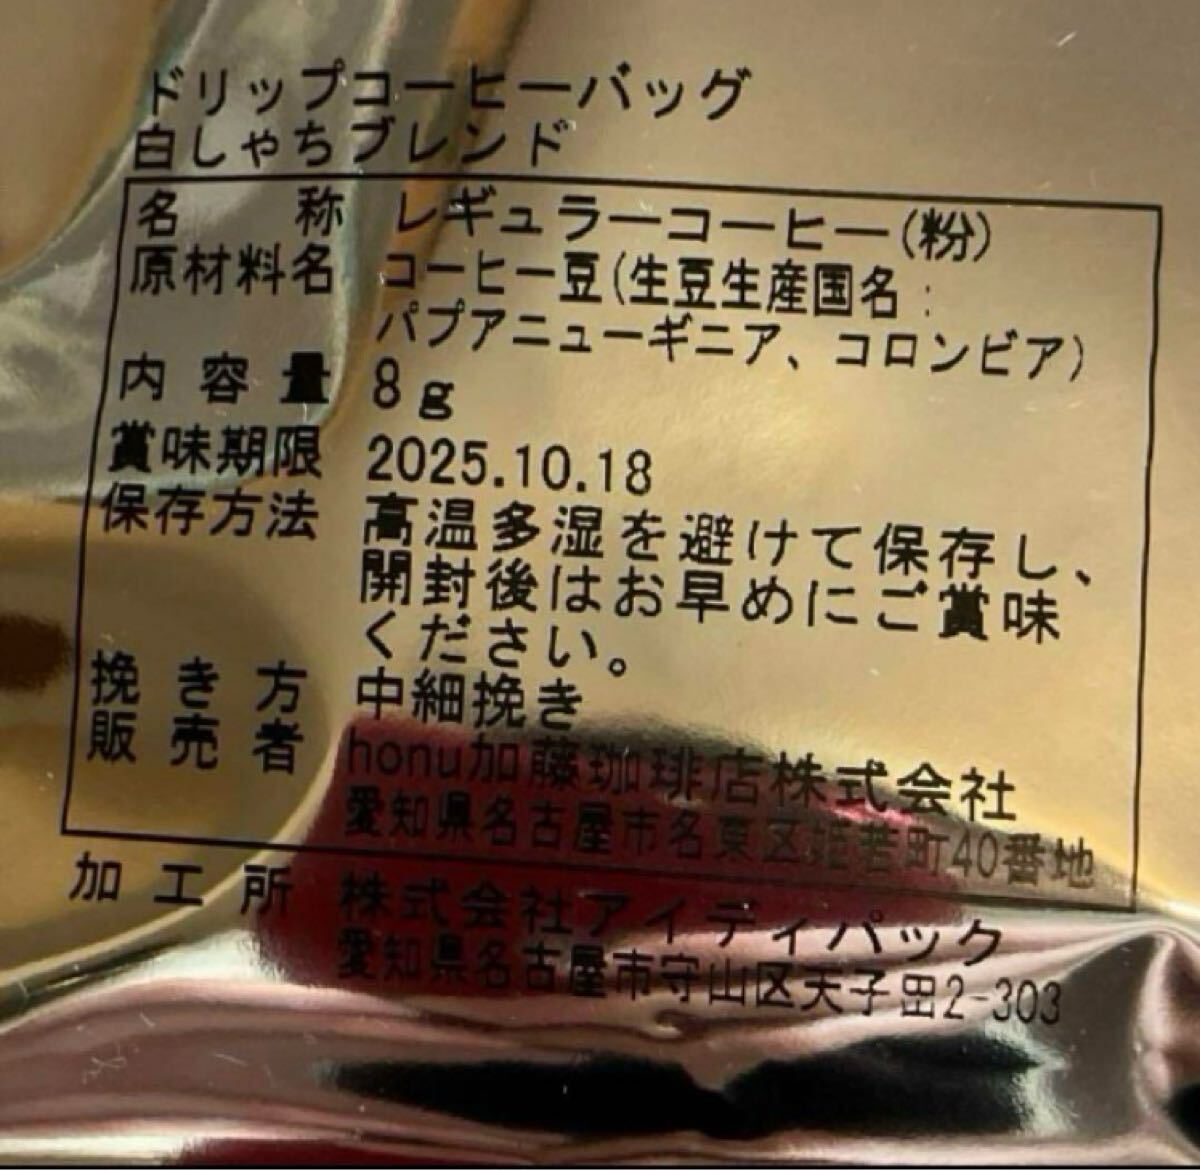 ドリップコーヒーバッグ
白しゃちブレンド
名称 レギュラーコーヒー(粉)
原材料名 コーヒー豆(生豆生産国名:
パプアニューギニア、コロンビア)
内容量 8g
賞味期限 2025.10.18
保存方法 高温多湿を避けて保存し、
開封後はお早めにご賞味
ください。
挽き方 中細挽き
販売者 honu加藤珈琲店株式会社
愛知県名古屋市名東区姫若町40番地
加工所 株式会社アイディパック
愛知県名古屋市守山区天子田2-303